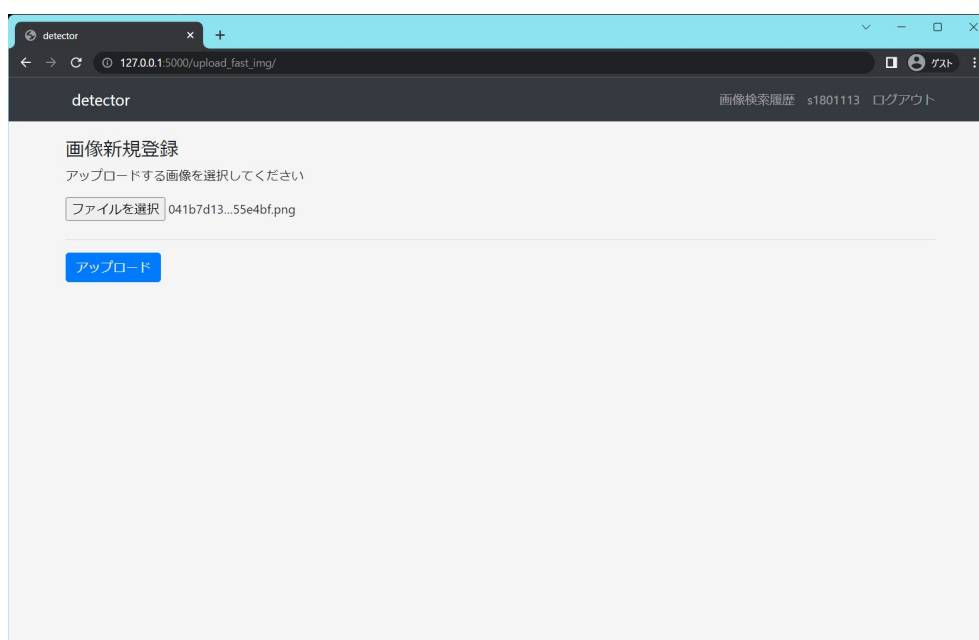 detector
127.0.0.1:5000/upload_fast_img/
ゲスト
detector 画像検索履歴 s1801113 ログアウト
画像新規登録
アップロードする画像を選択してください
ファイルを選択 041b7d13...55e4bf.png
アップロード